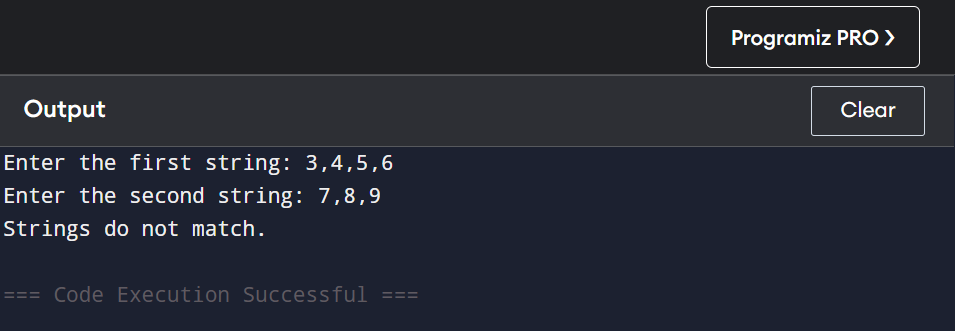 Programiz PRO ❯
Output
Clear
Enter the first string: 3,4,5,6
Enter the second string: 7,8,9
Strings do not match.
=== Code Execution Successful ===